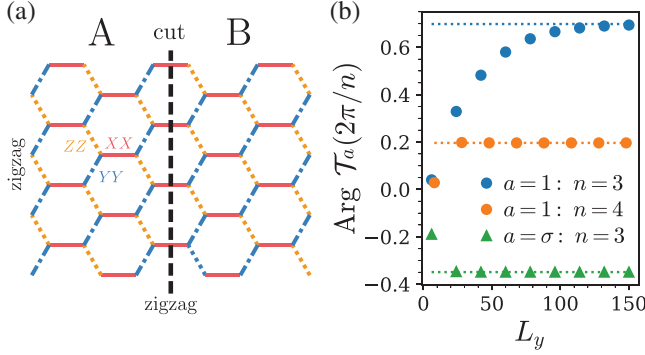 (a)
A
cut
B
zigzag
ZZ
XX
YY
zigzag
(b)
Arg 𝒯ₐ(2π/n)
0.6
0.4
0.2
0.0
−0.2
−0.4
a = 1 : n = 3
a = 1 : n = 4
a = σ : n = 3
0 50 100 150
L_y